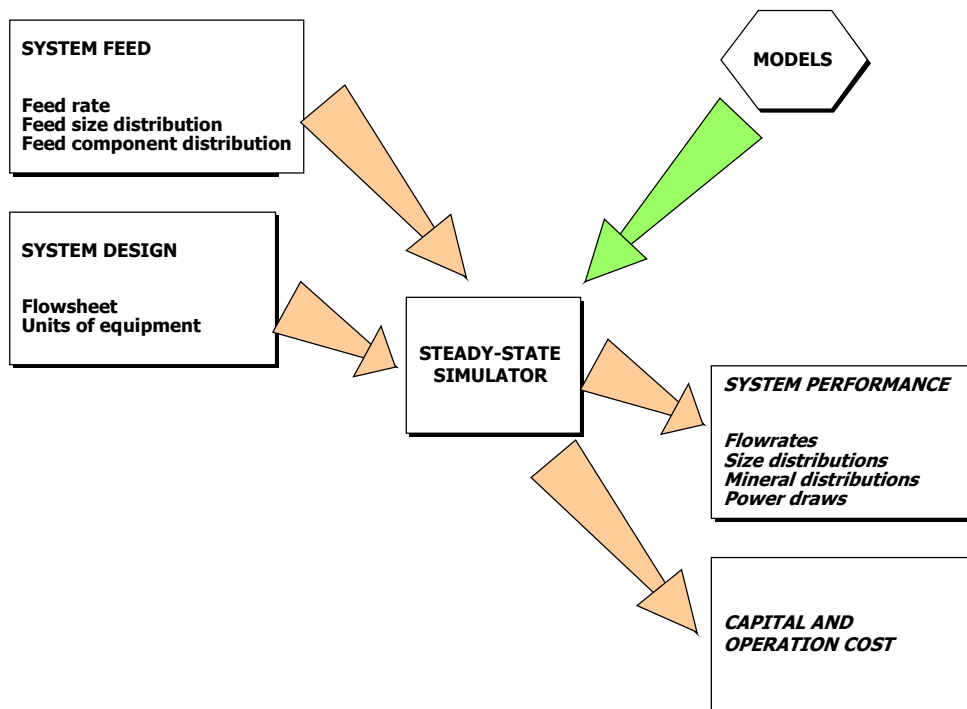 SYSTEM FEED
Feed rate
Feed size distribution
Feed component distribution
MODELS
SYSTEM DESIGN
Flowsheet
Units of equipment
STEADY-STATE
SIMULATOR
SYSTEM PERFORMANCE
Flowrates
Size distributions
Mineral distributions
Power draws
CAPITAL AND
OPERATION COST